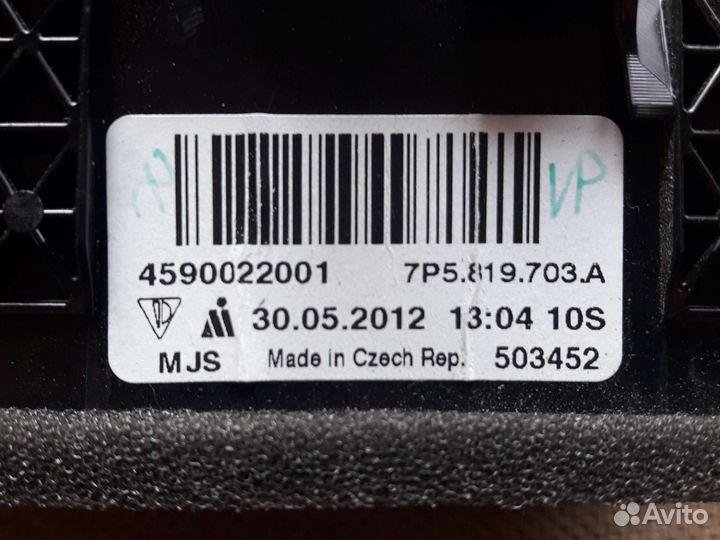 VP
4590022001 7P5.819.703.A
30.05.2012 13:04 10S
MJS Made in Czech Rep. 503452
Avito